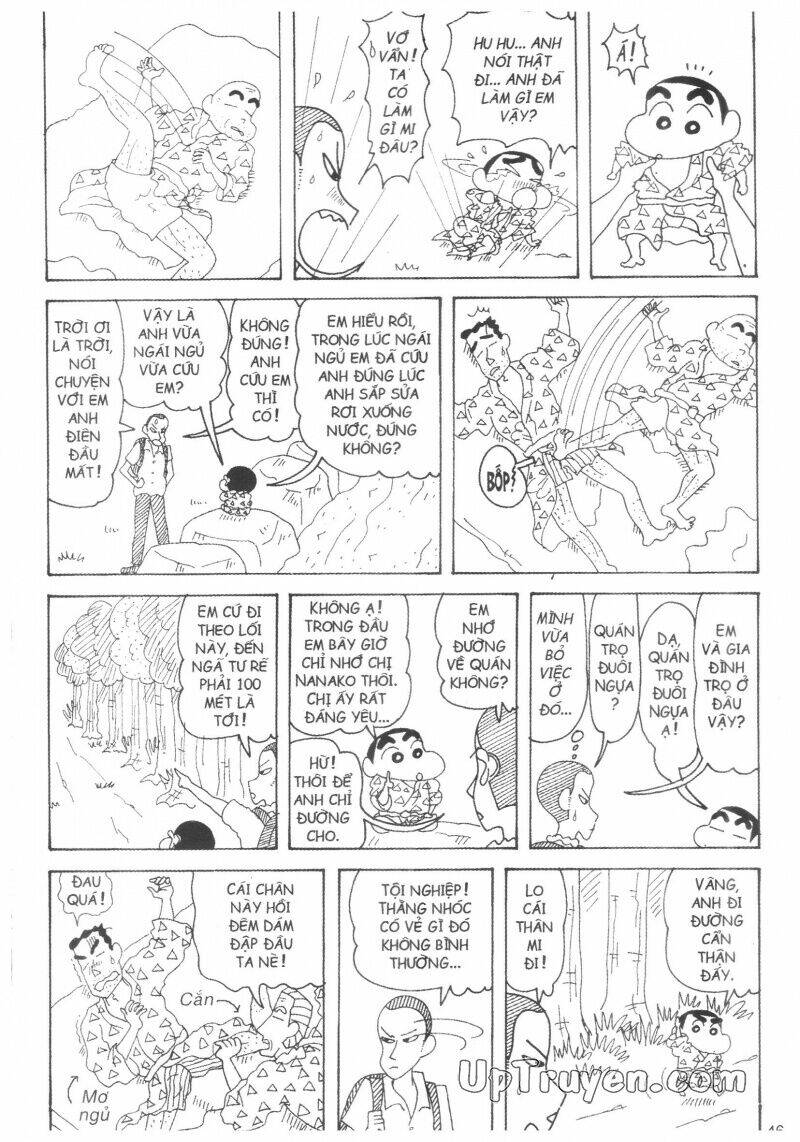 Á!
HU HU... ANH
NÓI THẬT
ĐI... ANH ĐÃ
LÀM GÌ EM
VẬY?
VỚ
VẨN!
TA
CÓ
LÀM
GÌ MI
ĐÂU?
BỐP!
EM HIỂU RỒI,
TRONG LÚC NGÁI
NGỦ EM ĐÃ CỨU
ANH ĐÚNG LÚC
ANH SẮP SỬA
RƠI XUỐNG
NƯỚC, ĐÚNG
KHÔNG?
KHÔNG
ĐÚNG!
ANH
CỨU EM
THÌ
CÓ!
VẬY LÀ
ANH VỪA
NGÁI NGỦ
VỪA CỨU
EM?
TRỜI ƠI
LÀ TRỜI,
NÓI
CHUYỆN
VỚI EM
ANH
ĐIÊN
ĐẦU
MẤT!
EM
VÀ GIA
ĐÌNH
TRỌ Ở
ĐÂU
VẬY?
DẠ,
QUÁN
TRỌ
ĐUÔI
NGỰA
Ạ!
QUÁN
TRỌ
ĐUÔI
NGỰA
?
MÌNH
VỪA
BỎ
VIỆC
Ở
ĐÓ...
EM
NHỚ
ĐƯỜNG
VỀ QUÁN
KHÔNG?
KHÔNG Ạ!
TRONG ĐẦU
EM BÂY GIỜ
CHỈ NHỚ CHỊ
NANAKO THÔI.
CHỊ ẤY RẤT
ĐÁNG YÊU...
HỪ!
THÔI ĐỂ
ANH CHỈ
ĐƯỜNG
CHO.
EM CỨ ĐI
THEO LỐI
NÀY, ĐẾN
NGÃ TƯ RẼ
PHẢI 100
MÉT LÀ
TỚI!
VÂNG,
ANH ĐI
ĐƯỜNG
CẨN
THẬN
ĐẤY.
LO
CÁI
THÂN
MI
ĐI!
TỘI NGHIỆP!
THẰNG NHÓC
CÓ VẺ GÌ ĐÓ
KHÔNG BÌNH
THƯỜNG...
CÁI CHÂN
NÀY HỒI
ĐÊM DÁM
ĐẬP ĐẦU
TA NÈ!
Cắn
ĐAU
QUÁ!
Mơ
ngủ
UpTruyen.com